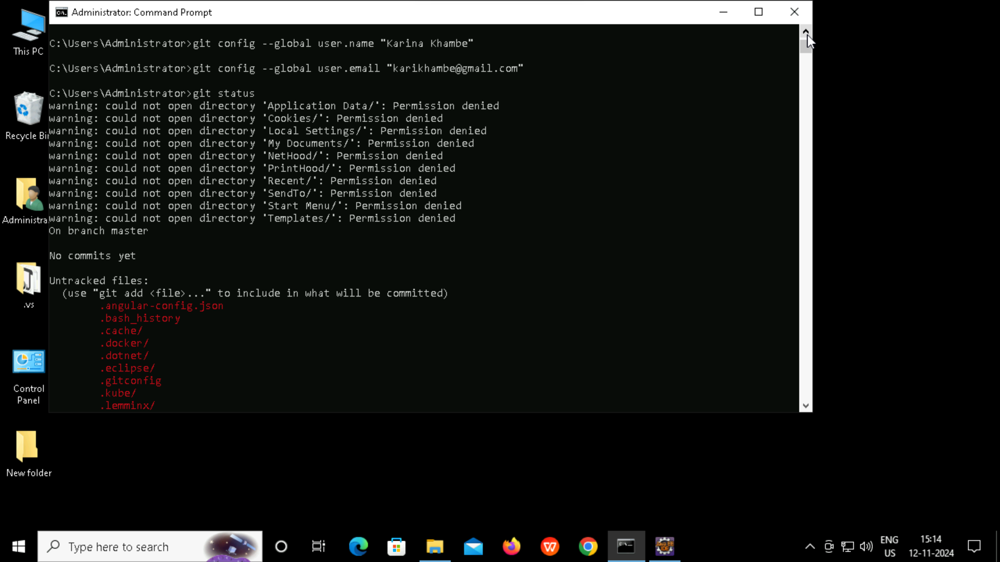 Administrator: Command Prompt
C:\Users\Administrator>git config --global user.name "Karina Khambe"
C:\Users\Administrator>git config --global user.email "karikhambe@gmail.com"
C:\Users\Administrator>git status
warning: could not open directory 'Application Data/': Permission denied
warning: could not open directory 'Cookies/': Permission denied
warning: could not open directory 'Local Settings/': Permission denied
warning: could not open directory 'My Documents/': Permission denied
warning: could not open directory 'NetHood/': Permission denied
warning: could not open directory 'PrintHood/': Permission denied
warning: could not open directory 'Recent/': Permission denied
warning: could not open directory 'SendTo/': Permission denied
warning: could not open directory 'Start Menu/': Permission denied
warning: could not open directory 'Templates/': Permission denied
On branch master
No commits yet
Untracked files:
(use "git add <file>..." to include in what will be committed)
.angular-config.json
.bash_history
.cache/
.docker/
.dotnet/
.eclipse/
.gitconfig
.kube/
.lemminx/
This PC
Recycle Bi
Administra
.vs
Control
Panel
New folder
Type here to search
ENG
US
15:14
12-11-2024